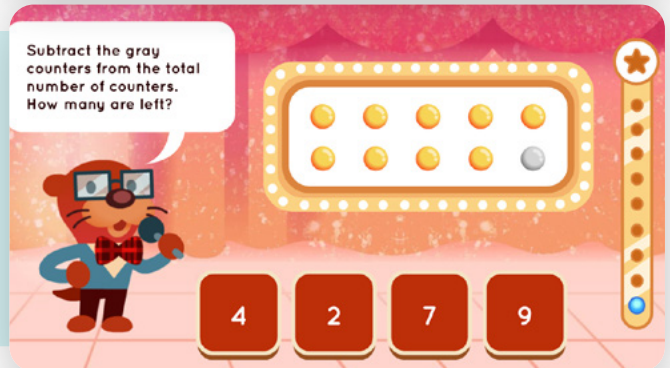 Subtract the gray
counters from the total
number of counters.
How many are left?
4 2 7 9